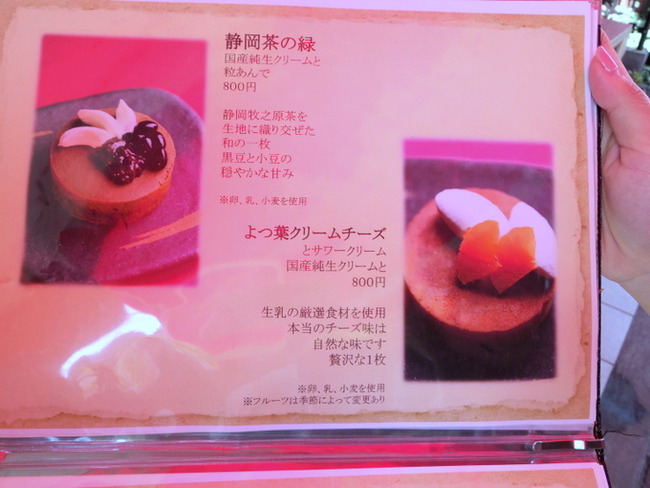 静岡茶の緑
国産純生クリームと
粒あんで
800円
静岡牧之原茶を
生地に織り交ぜた
和の一枚
黒豆と小豆の
穏やかな甘み
※卵、乳、小麦を使用
よつ葉クリームチーズ
とサワークリーム
国産純生クリームと
800円
生乳の厳選食材を使用
本当のチーズ味は
自然な味です
贅沢な1枚
※卵、乳、小麦を使用
※フルーツは季節によって変更あり